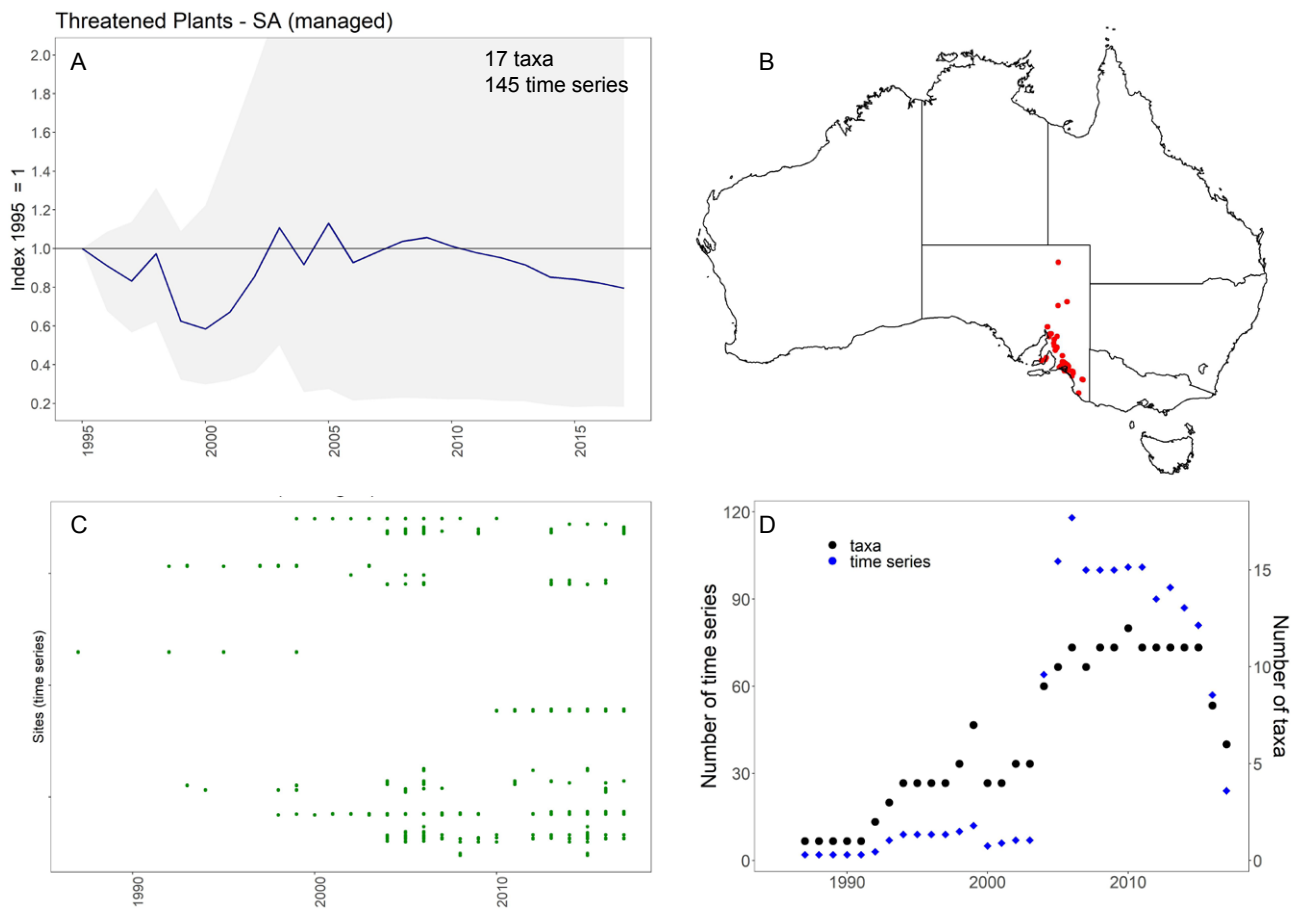 Threatened Plants - SA (managed)
A
17 taxa
145 time series
2.0
1.8
1.6
1.4
1.2
1.0
0.8
0.6
0.4
0.2
Index 1995 = 1
1995
2000
2005
2010
2015
B
C
Sites (time series)
1990
2000
2010
D
taxa
time series
120
90
60
30
0
Number of time series
15
10
5
0
Number of taxa
1990
2000
2010